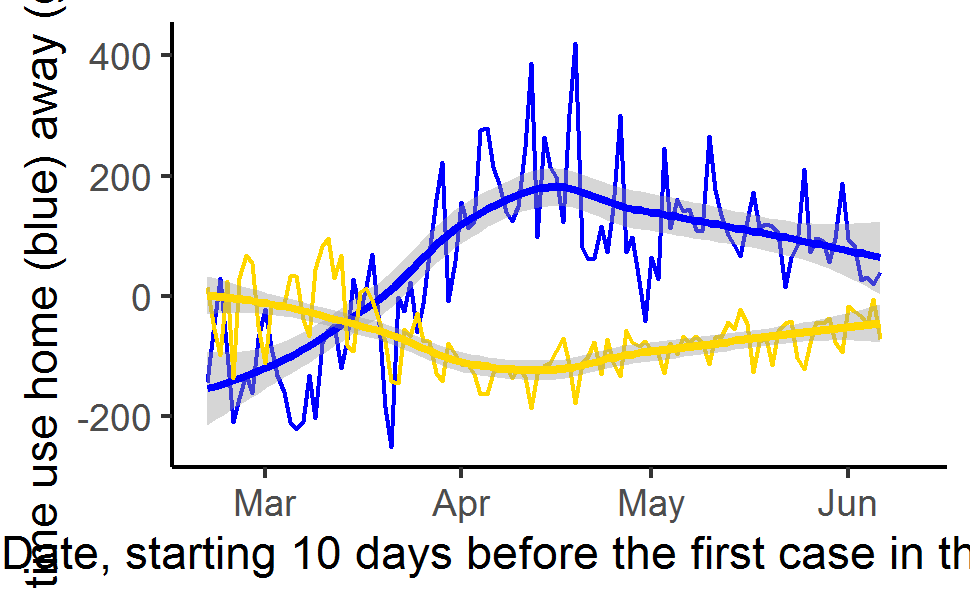 time use home (blue) away (
400
200
0
-200
Mar Apr May Jun
Date, starting 10 days before the first case in th